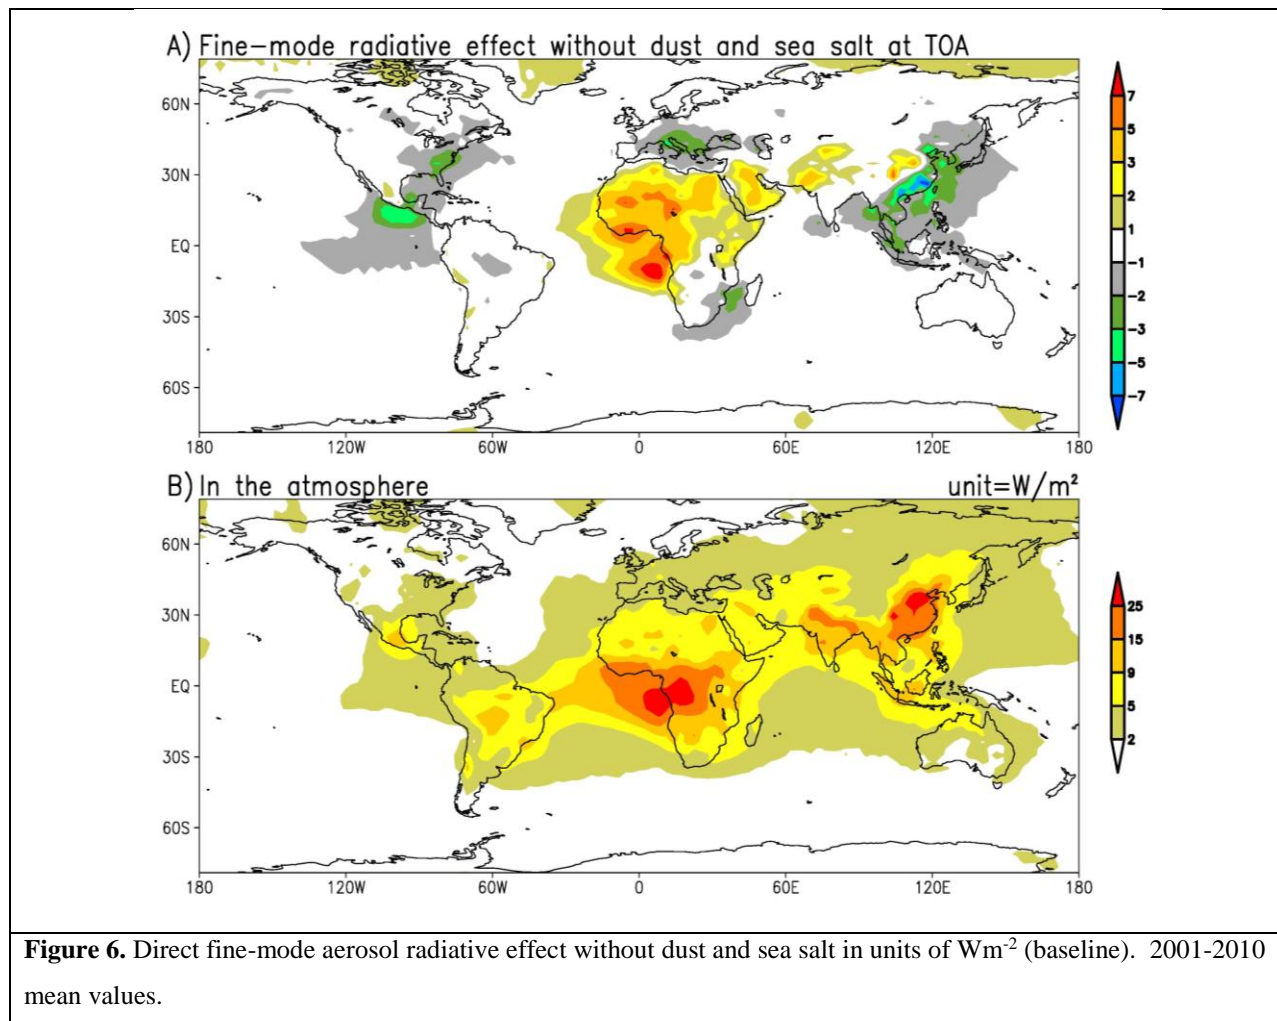 A) Fine-mode radiative effect without dust and sea salt at TOA
60N
30N
EQ
30S
60S
180 120W 60W 0 60E 120E 180
7
5
3
2
1
-1
-2
-3
-5
-7
B) In the atmosphere unit=W/m²
60N
30N
EQ
30S
60S
180 120W 60W 0 60E 120E 180
25
15
9
5
2
Figure 6. Direct fine-mode aerosol radiative effect without dust and sea salt in units of Wm⁻² (baseline). 2001-2010
mean values.